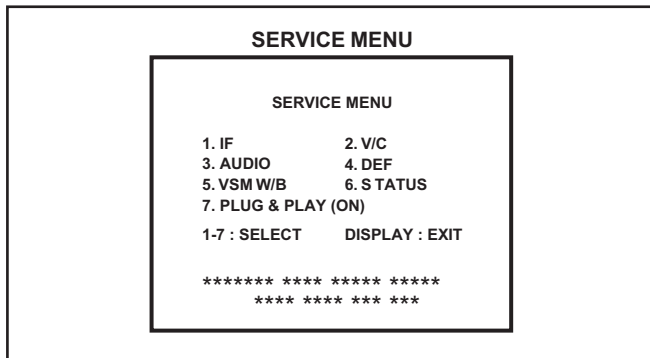 SERVICE MENU
SERVICE MENU
1. IF 2. V/C
3. AUDIO 4. DEF
5. VSM W/B 6. S TATUS
7. PLUG & PLAY (ON)
1-7 : SELECT DISPLAY : EXIT
******* **** ***** *****
**** **** *** ***